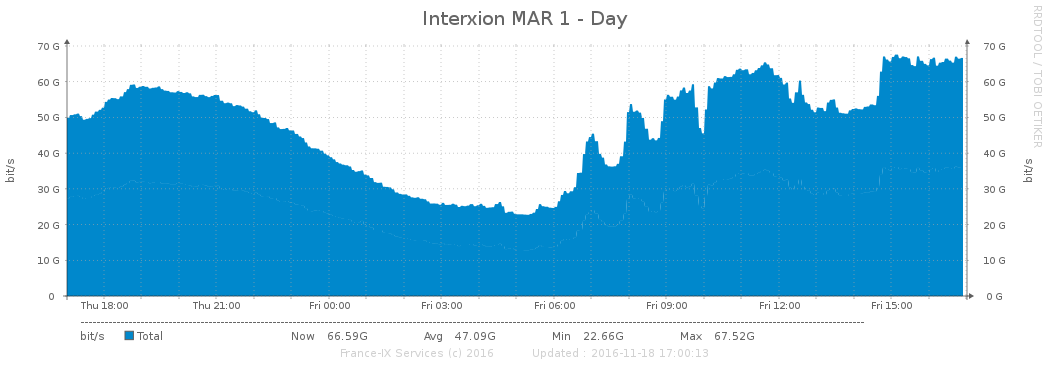 Interxion MAR 1 - Day
RRDTOOL / TOBI OETIKER
70 G 70 G
60 G 60 G
50 G 50 G
40 G 40 G
bit/s bit/s
30 G 30 G
20 G 20 G
10 G 10 G
0 0 G
Thu 18:00 Thu 21:00 Fri 00:00 Fri 03:00 Fri 06:00 Fri 09:00 Fri 12:00 Fri 15:00
bit/s Total Now 66.59G Avg 47.09G Min 22.66G Max 67.52G
France-IX Services (c) 2016 Updated : 2016-11-18 17:00:13